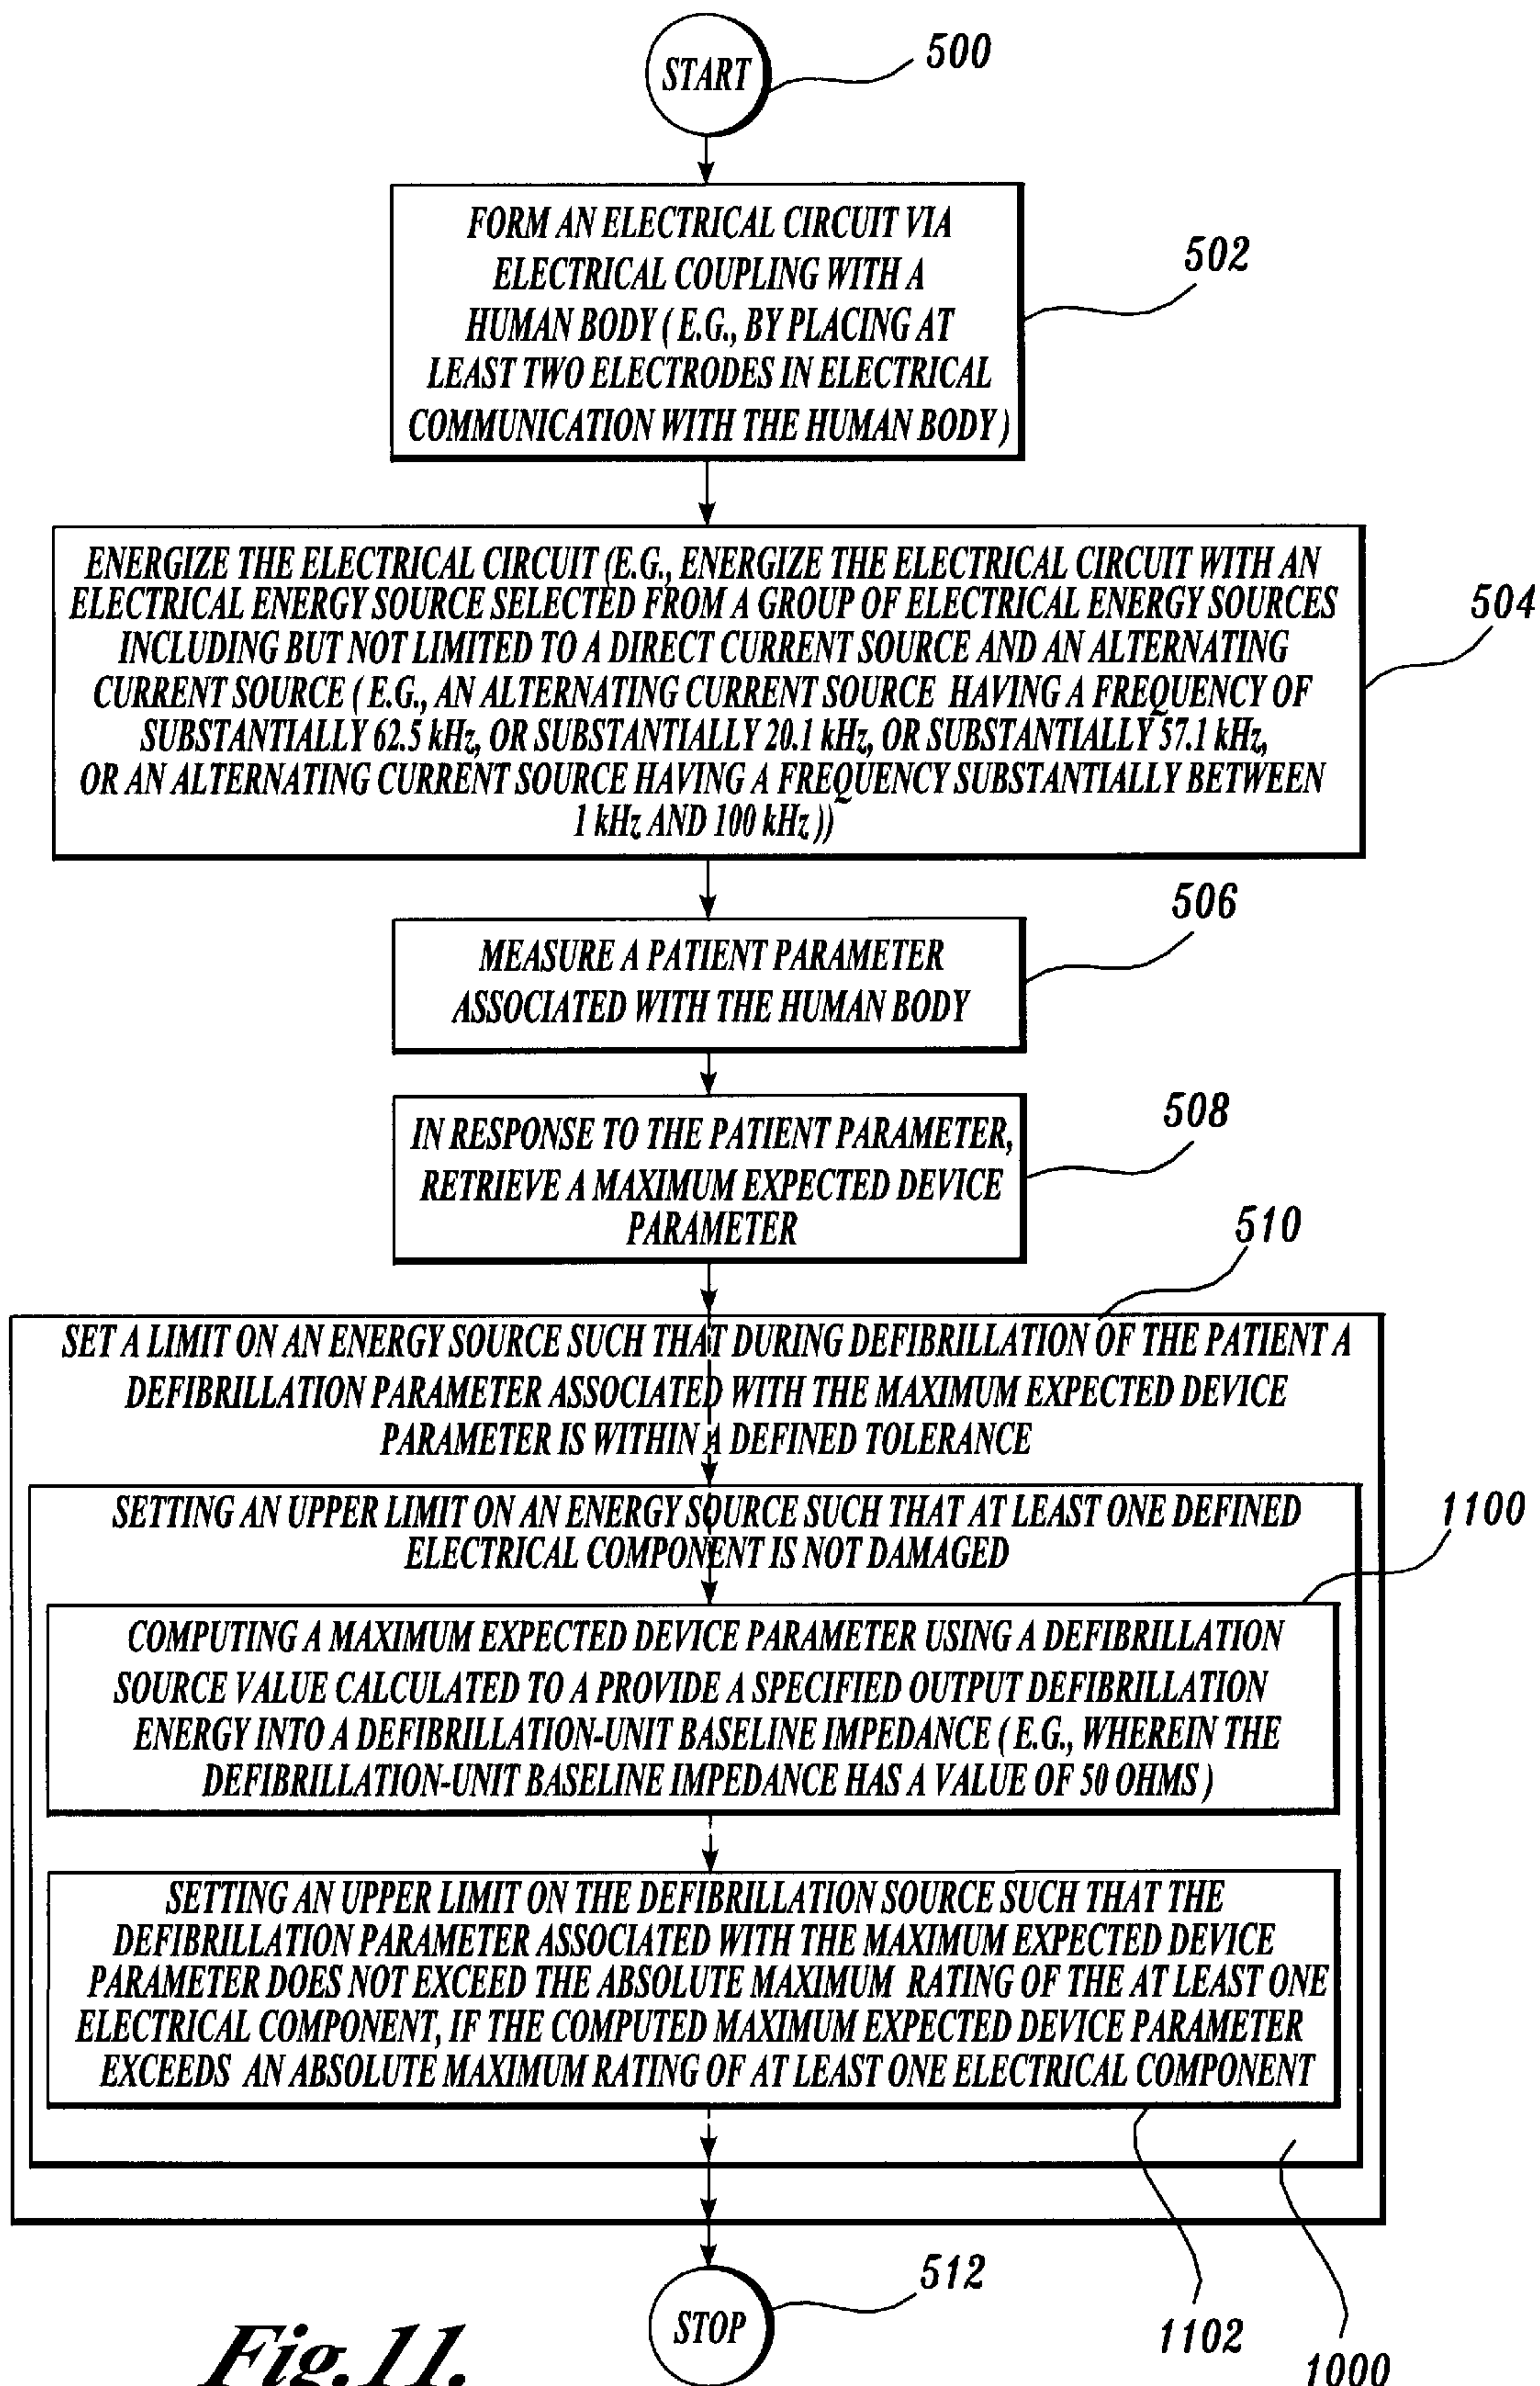 START
500
FORM AN ELECTRICAL CIRCUIT VIA
ELECTRICAL COUPLING WITH A
HUMAN BODY ( E.G., BY PLACING AT
LEAST TWO ELECTRODES IN ELECTRICAL
COMMUNICATION WITH THE HUMAN BODY )
502
ENERGIZE THE ELECTRICAL CIRCUIT (E.G., ENERGIZE THE ELECTRICAL CIRCUIT WITH AN
ELECTRICAL ENERGY SOURCE SELECTED FROM A GROUP OF ELECTRICAL ENERGY SOURCES
INCLUDING BUT NOT LIMITED TO A DIRECT CURRENT SOURCE AND AN ALTERNATING
CURRENT SOURCE ( E.G., AN ALTERNATING CURRENT SOURCE HAVING A FREQUENCY OF
SUBSTANTIALLY 62.5 kHz, OR SUBSTANTIALLY 20.1 kHz, OR SUBSTANTIALLY 57.1 kHz,
OR AN ALTERNATING CURRENT SOURCE HAVING A FREQUENCY SUBSTANTIALLY BETWEEN
1 kHz AND 100 kHz ))
504
MEASURE A PATIENT PARAMETER
ASSOCIATED WITH THE HUMAN BODY
506
IN RESPONSE TO THE PATIENT PARAMETER,
RETRIEVE A MAXIMUM EXPECTED DEVICE
PARAMETER
508
510
SET A LIMIT ON AN ENERGY SOURCE SUCH THAT DURING DEFIBRILLATION OF THE PATIENT A
DEFIBRILLATION PARAMETER ASSOCIATED WITH THE MAXIMUM EXPECTED DEVICE
PARAMETER IS WITHIN A DEFINED TOLERANCE
SETTING AN UPPER LIMIT ON AN ENERGY SOURCE SUCH THAT AT LEAST ONE DEFINED
ELECTRICAL COMPONENT IS NOT DAMAGED
1100
COMPUTING A MAXIMUM EXPECTED DEVICE PARAMETER USING A DEFIBRILLATION
SOURCE VALUE CALCULATED TO A PROVIDE A SPECIFIED OUTPUT DEFIBRILLATION
ENERGY INTO A DEFIBRILLATION-UNIT BASELINE IMPEDANCE ( E.G., WHEREIN THE
DEFIBRILLATION-UNIT BASELINE IMPEDANCE HAS A VALUE OF 50 OHMS )
SETTING AN UPPER LIMIT ON THE DEFIBRILLATION SOURCE SUCH THAT THE
DEFIBRILLATION PARAMETER ASSOCIATED WITH THE MAXIMUM EXPECTED DEVICE
PARAMETER DOES NOT EXCEED THE ABSOLUTE MAXIMUM RATING OF THE AT LEAST ONE
ELECTRICAL COMPONENT, IF THE COMPUTED MAXIMUM EXPECTED DEVICE PARAMETER
EXCEEDS AN ABSOLUTE MAXIMUM RATING OF AT LEAST ONE ELECTRICAL COMPONENT
STOP
512
1102
1000
Fig.11.